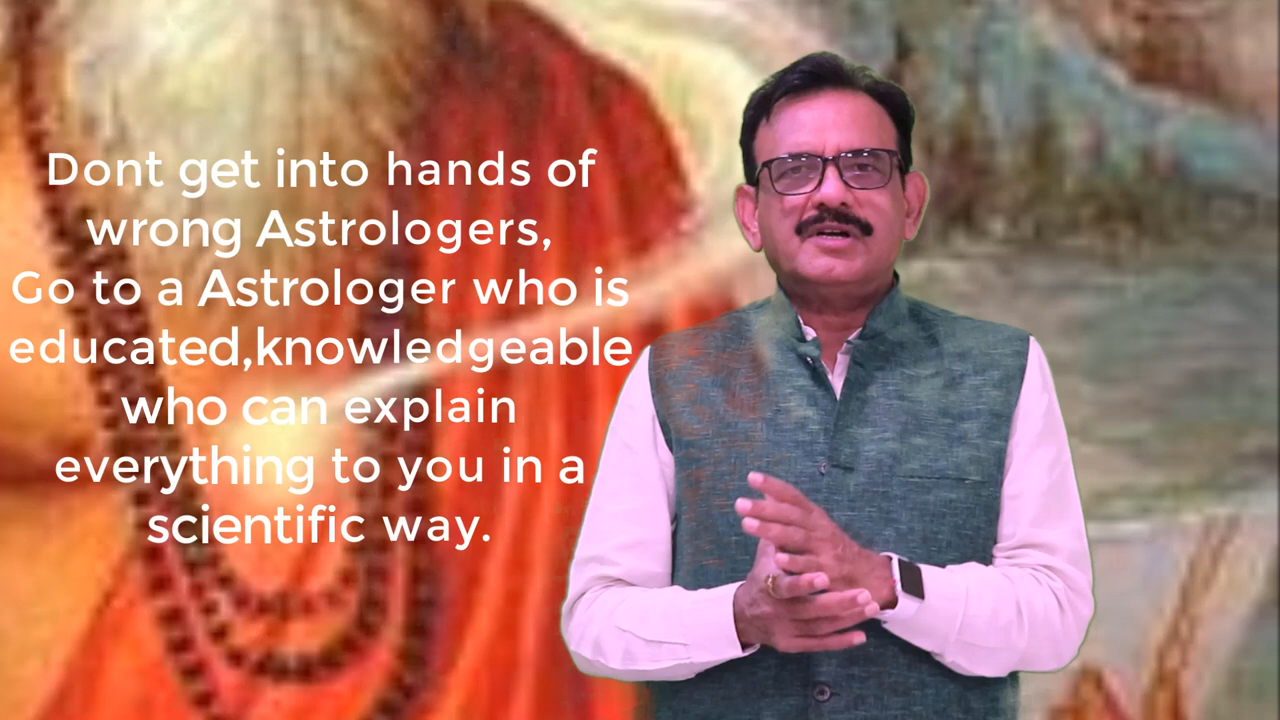 Dont get into hands of
wrong Astrologers,
Go to a Astrologer who is
educated,knowledgeable
who can explain
everything to you in a
scientific way.